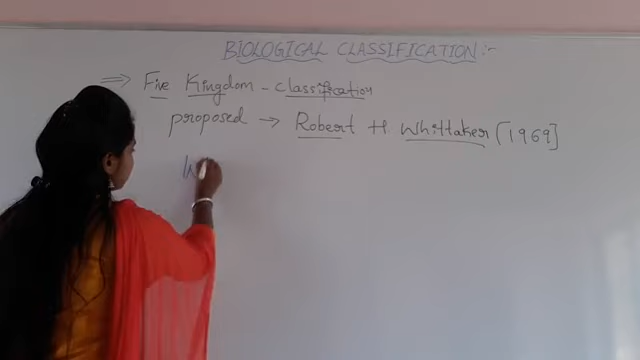 BIOLOGICAL CLASSIFICATION :-
⇒ Five Kingdom - classification
proposed → Robert H Whittaker [1969]